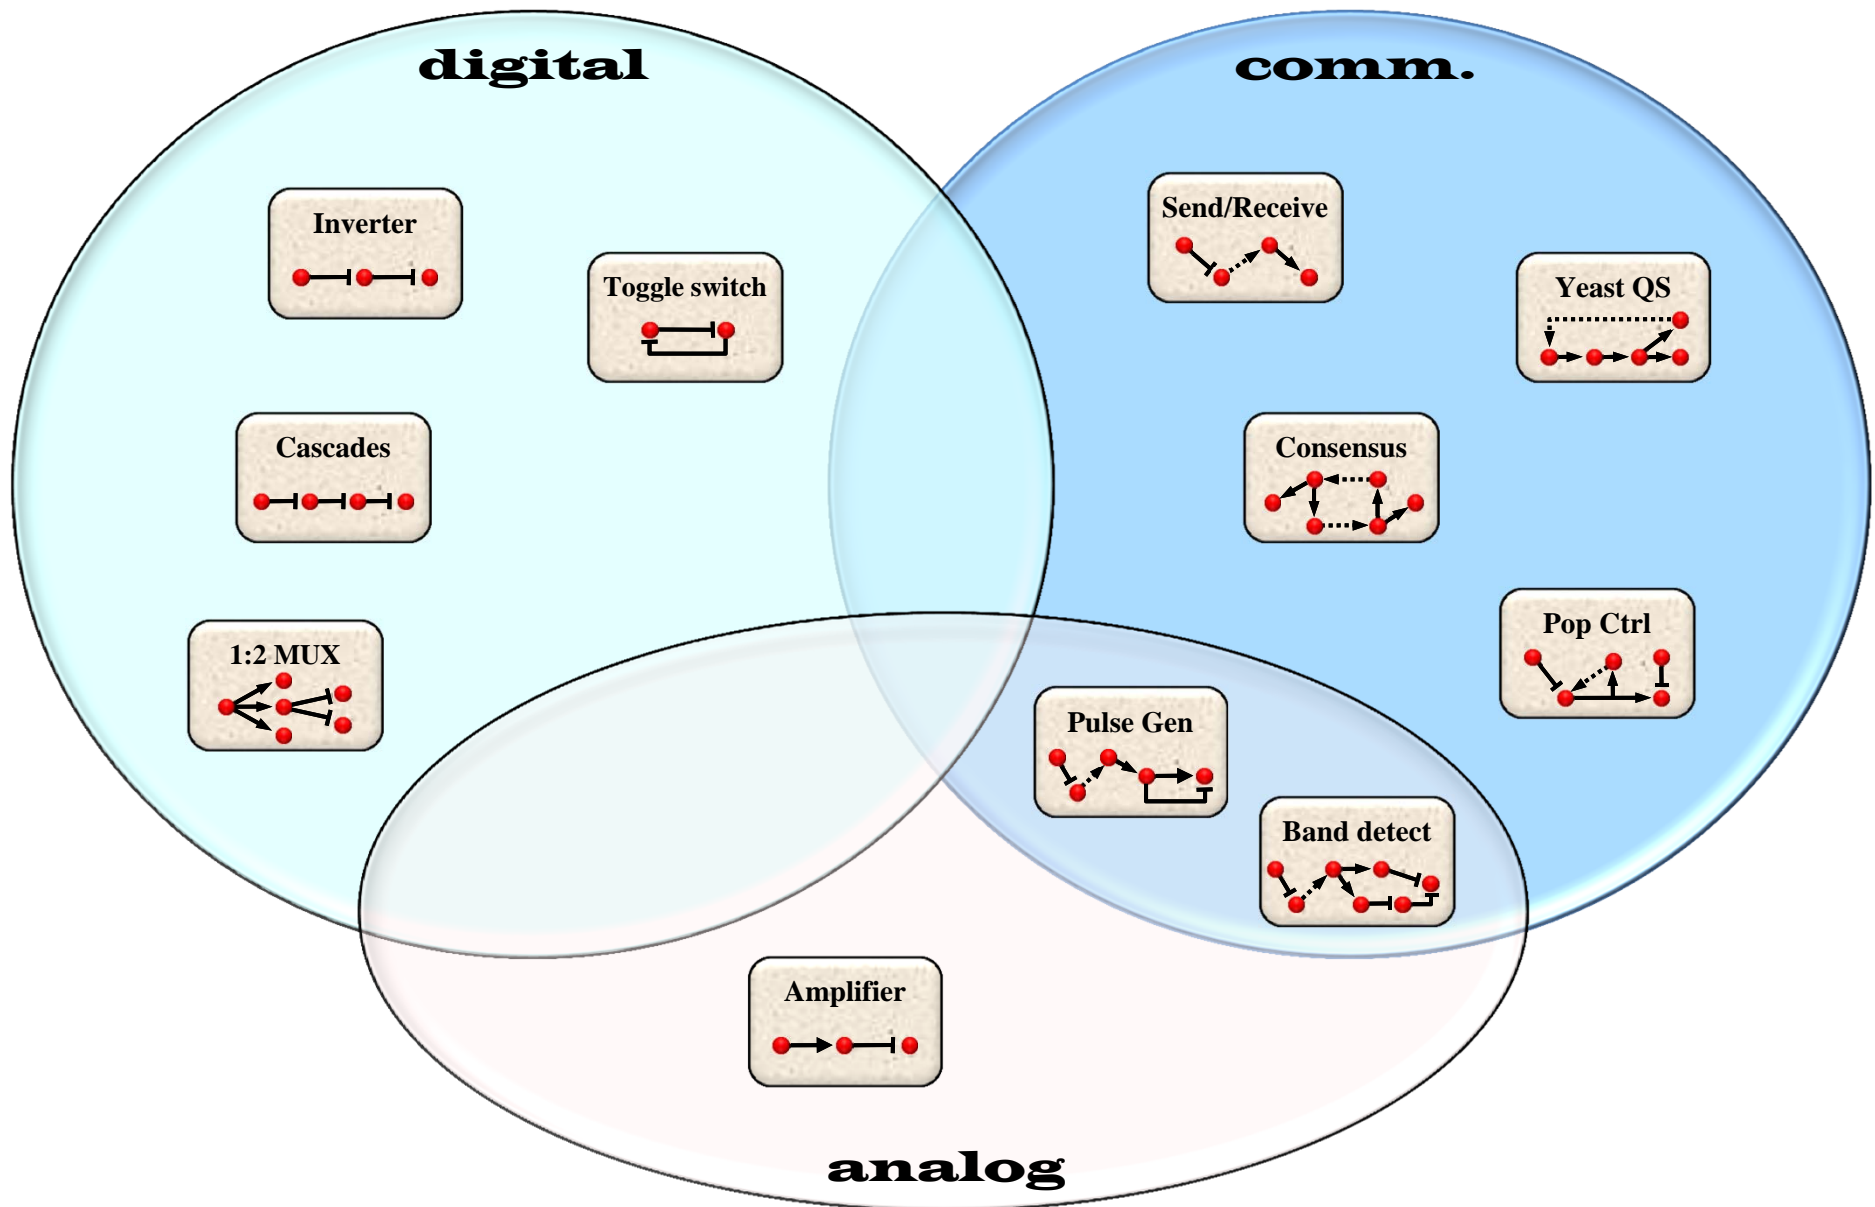 digital
comm.
Inverter
Toggle switch
Cascades
1:2 MUX
Send/Receive
Yeast QS
Consensus
Pop Ctrl
Pulse Gen
Band detect
Amplifier
analog